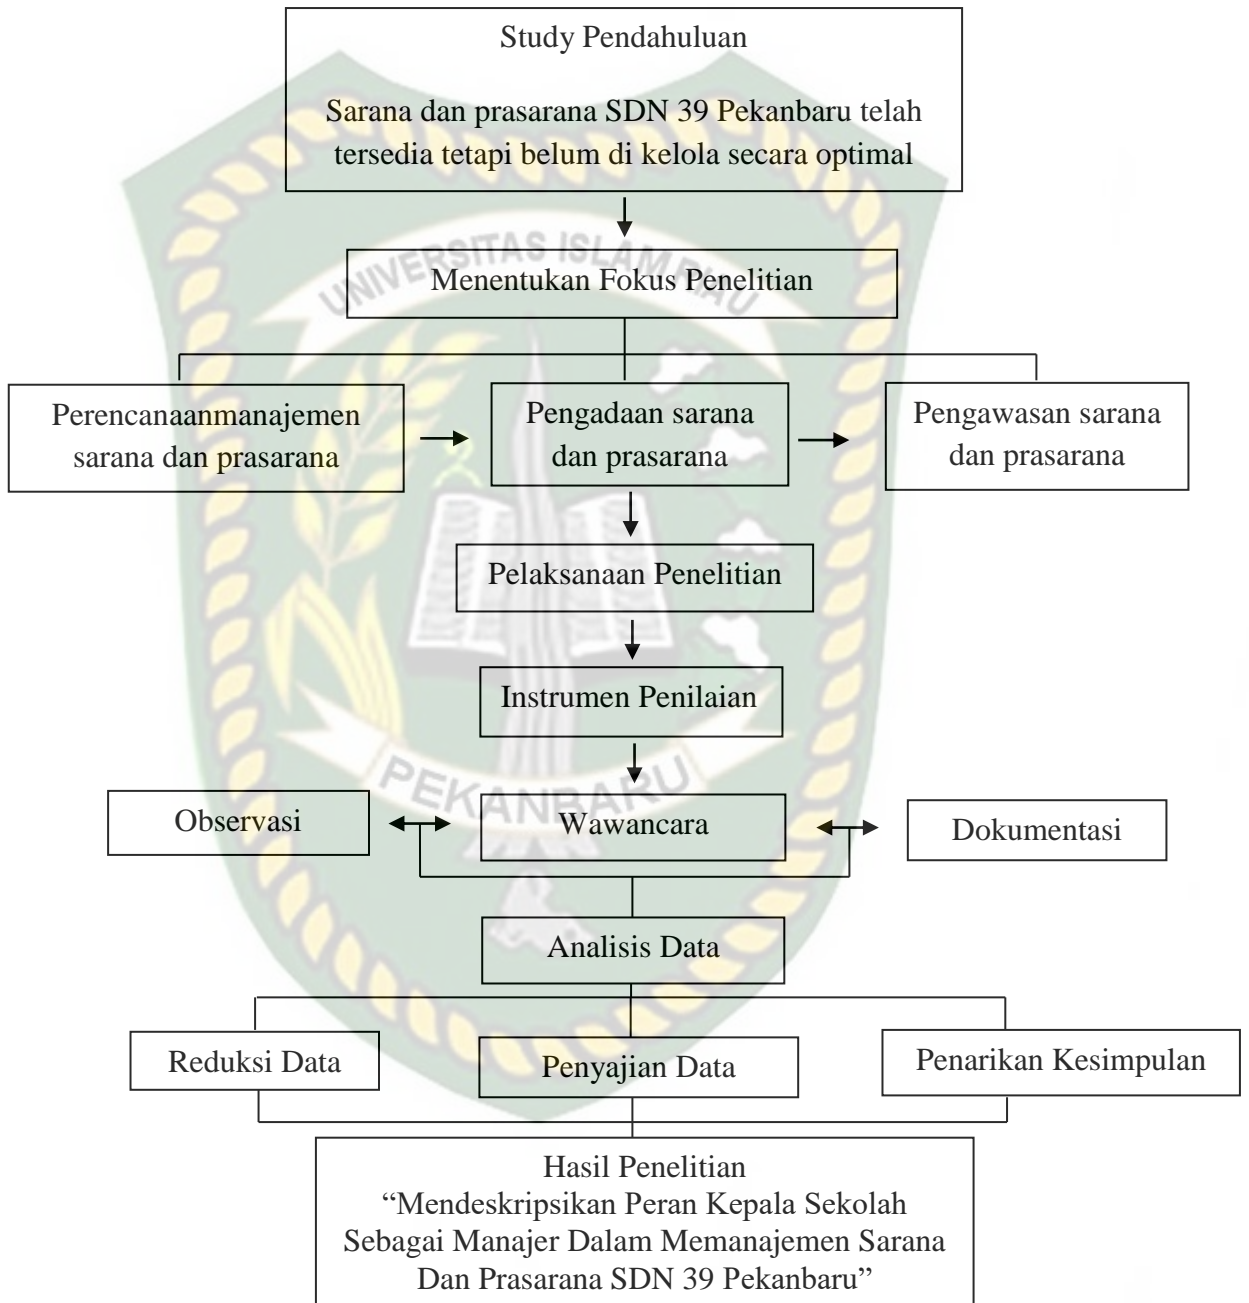 Study Pendahuluan
Sarana dan prasarana SDN 39 Pekanbaru telah
tersedia tetapi belum di kelola secara optimal
UNIVERSITAS ISLAM RIAU
Menentukan Fokus Penelitian
Perencanaanmanajemen
sarana dan prasarana
Pengadaan sarana
dan prasarana
Pengawasan sarana
dan prasarana
Pelaksanaan Penelitian
Instrumen Penilaian
PEKANBARU
Observasi
Wawancara
Dokumentasi
Analisis Data
Reduksi Data
Penyajian Data
Penarikan Kesimpulan
Hasil Penelitian
“Mendeskripsikan Peran Kepala Sekolah
Sebagai Manajer Dalam Memanajemen Sarana
Dan Prasarana SDN 39 Pekanbaru”